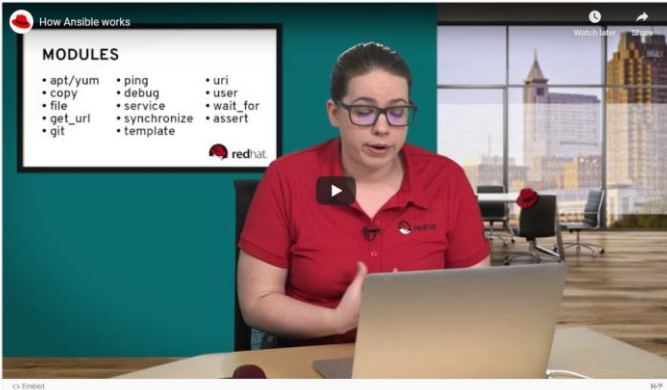 How Ansible works
Watch later
Share
MODULES
• apt/yum
• copy
• file
• get_url
• git
• ping
• debug
• service
• synchronize
• template
• uri
• user
• wait_for
• assert
redhat.
redhat.
<> Embed